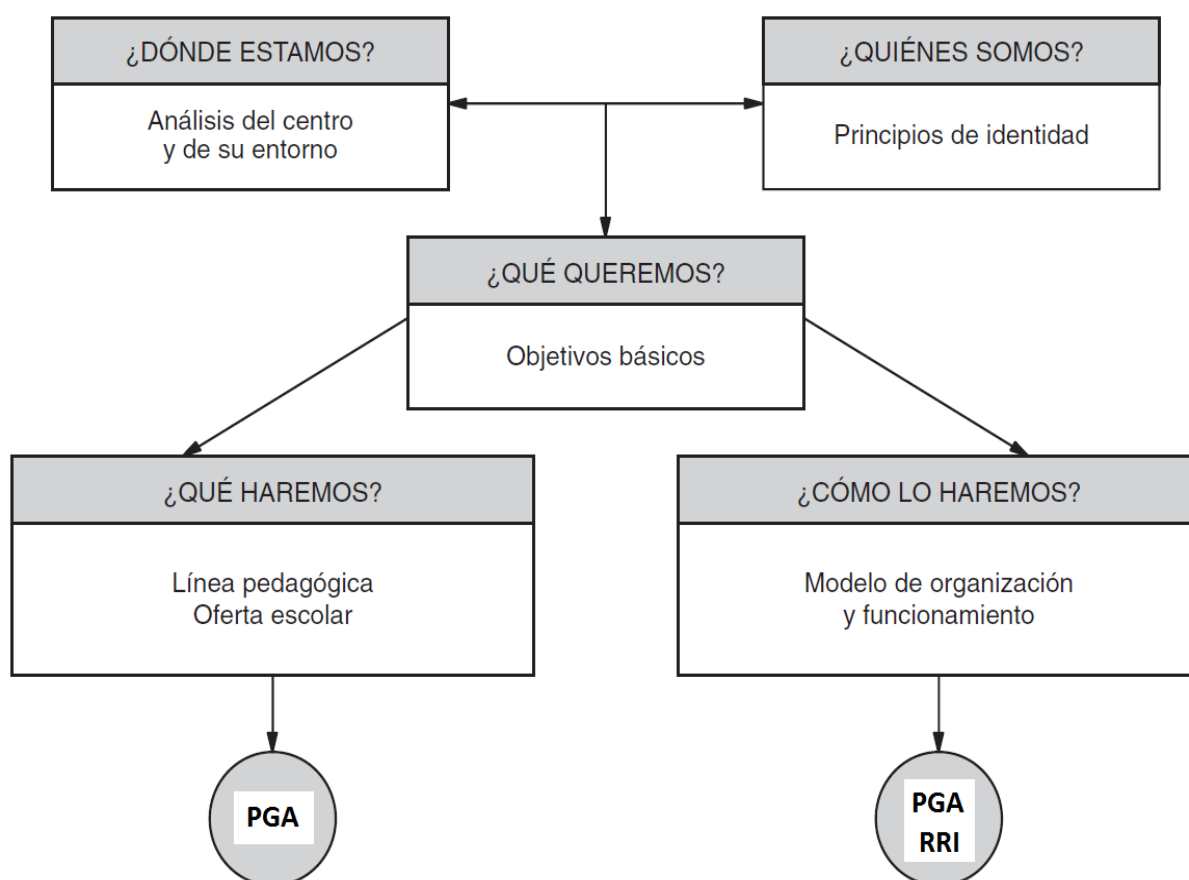 ¿DÓNDE ESTAMOS?
Análisis del centro
y de su entorno
¿QUIÉNES SOMOS?
Principios de identidad
¿QUÉ QUEREMOS?
Objetivos básicos
¿QUÉ HAREMOS?
Línea pedagógica
Oferta escolar
¿CÓMO LO HAREMOS?
Modelo de organización
y funcionamiento
PGA
PGA
RRI